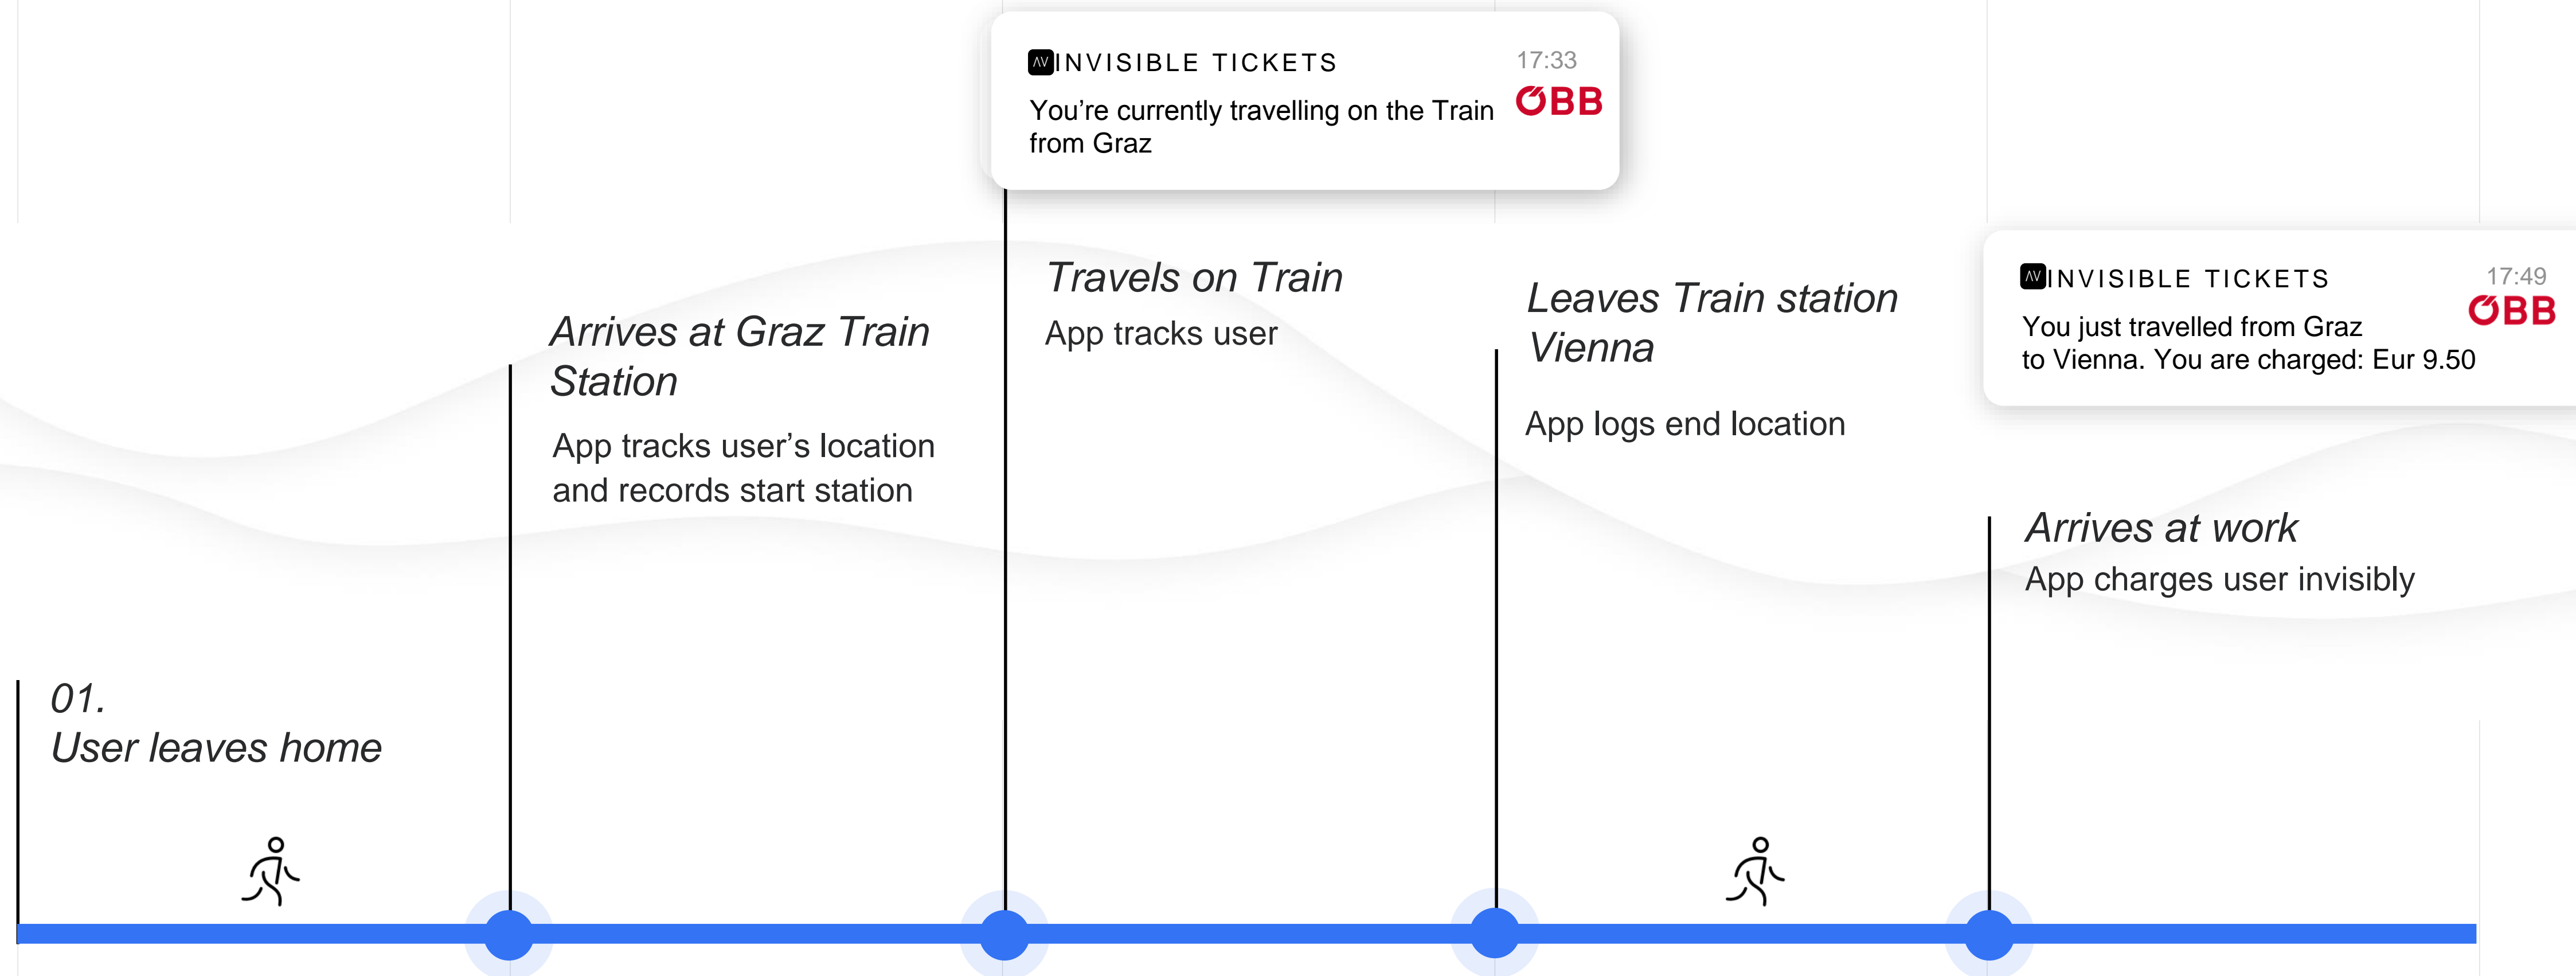 ΛV INVISIBLE TICKETS 17:33
ÖBB
You're currently travelling on the Train
from Graz
ΛV INVISIBLE TICKETS 17:49
ÖBB
You just travelled from Graz
to Vienna. You are charged: Eur 9.50
01.
User leaves home
Arrives at Graz Train
Station
App tracks user’s location
and records start station
Travels on Train
App tracks user
Leaves Train station
Vienna
App logs end location
Arrives at work
App charges user invisibly